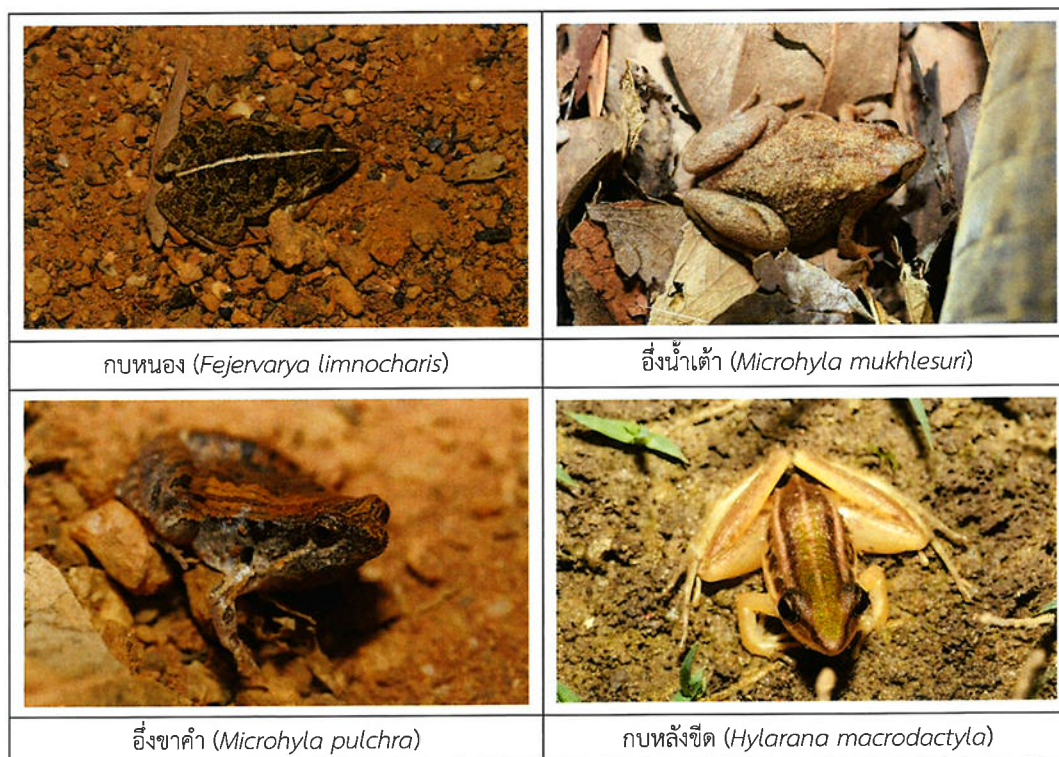 กบหนอง (Fejervarya limnocharis)
อึ่งน้ำเต้า (Microhyla mukhlesuri)
อึ่งขาคำ (Microhyla pulchra)
กบหลังขีด (Hylarana macrodactyla)